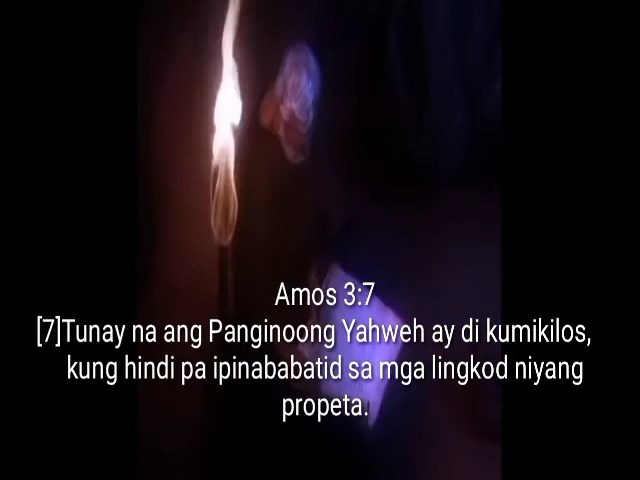 Amos 3:7
[7]Tunay na ang Panginoong Yahweh ay di kumikilos,
kung hindi pa ipinababatid sa mga lingkod niyang
propeta.